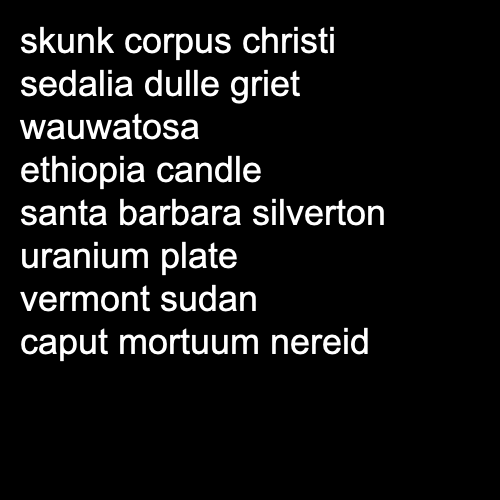 skunk corpus christi
sedalia dulle griet
wauwatosa
ethiopia candle
santa barbara silverton
uranium plate
vermont sudan
caput mortuum nereid